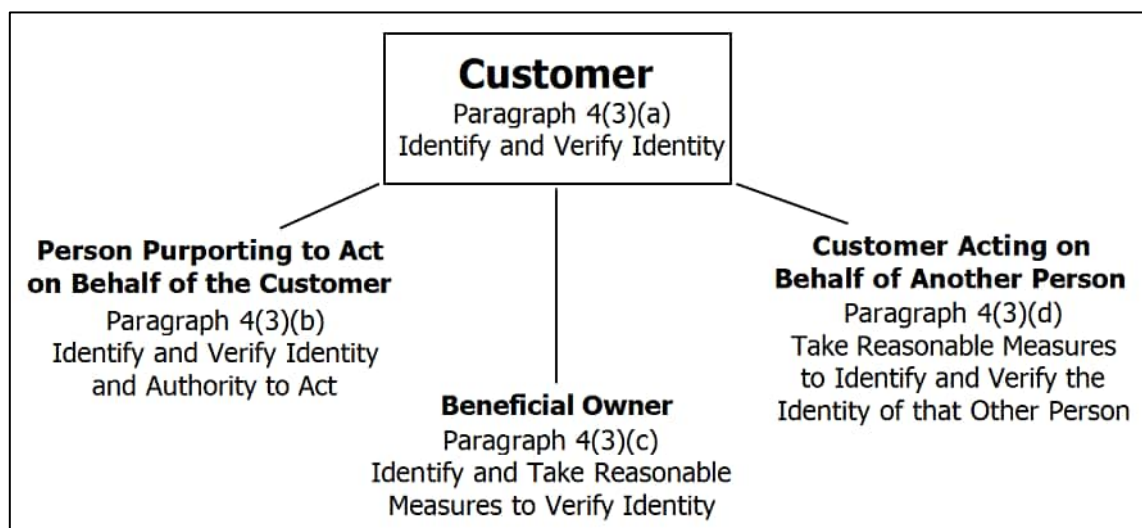 Customer
Paragraph 4(3)(a)
Identify and Verify Identity
Person Purporting to Act
on Behalf of the Customer
Paragraph 4(3)(b)
Identify and Verify Identity
and Authority to Act
Beneficial Owner
Paragraph 4(3)(c)
Identify and Take Reasonable
Measures to Verify Identity
Customer Acting on
Behalf of Another Person
Paragraph 4(3)(d)
Take Reasonable Measures
to Identify and Verify the
Identity of that Other Person